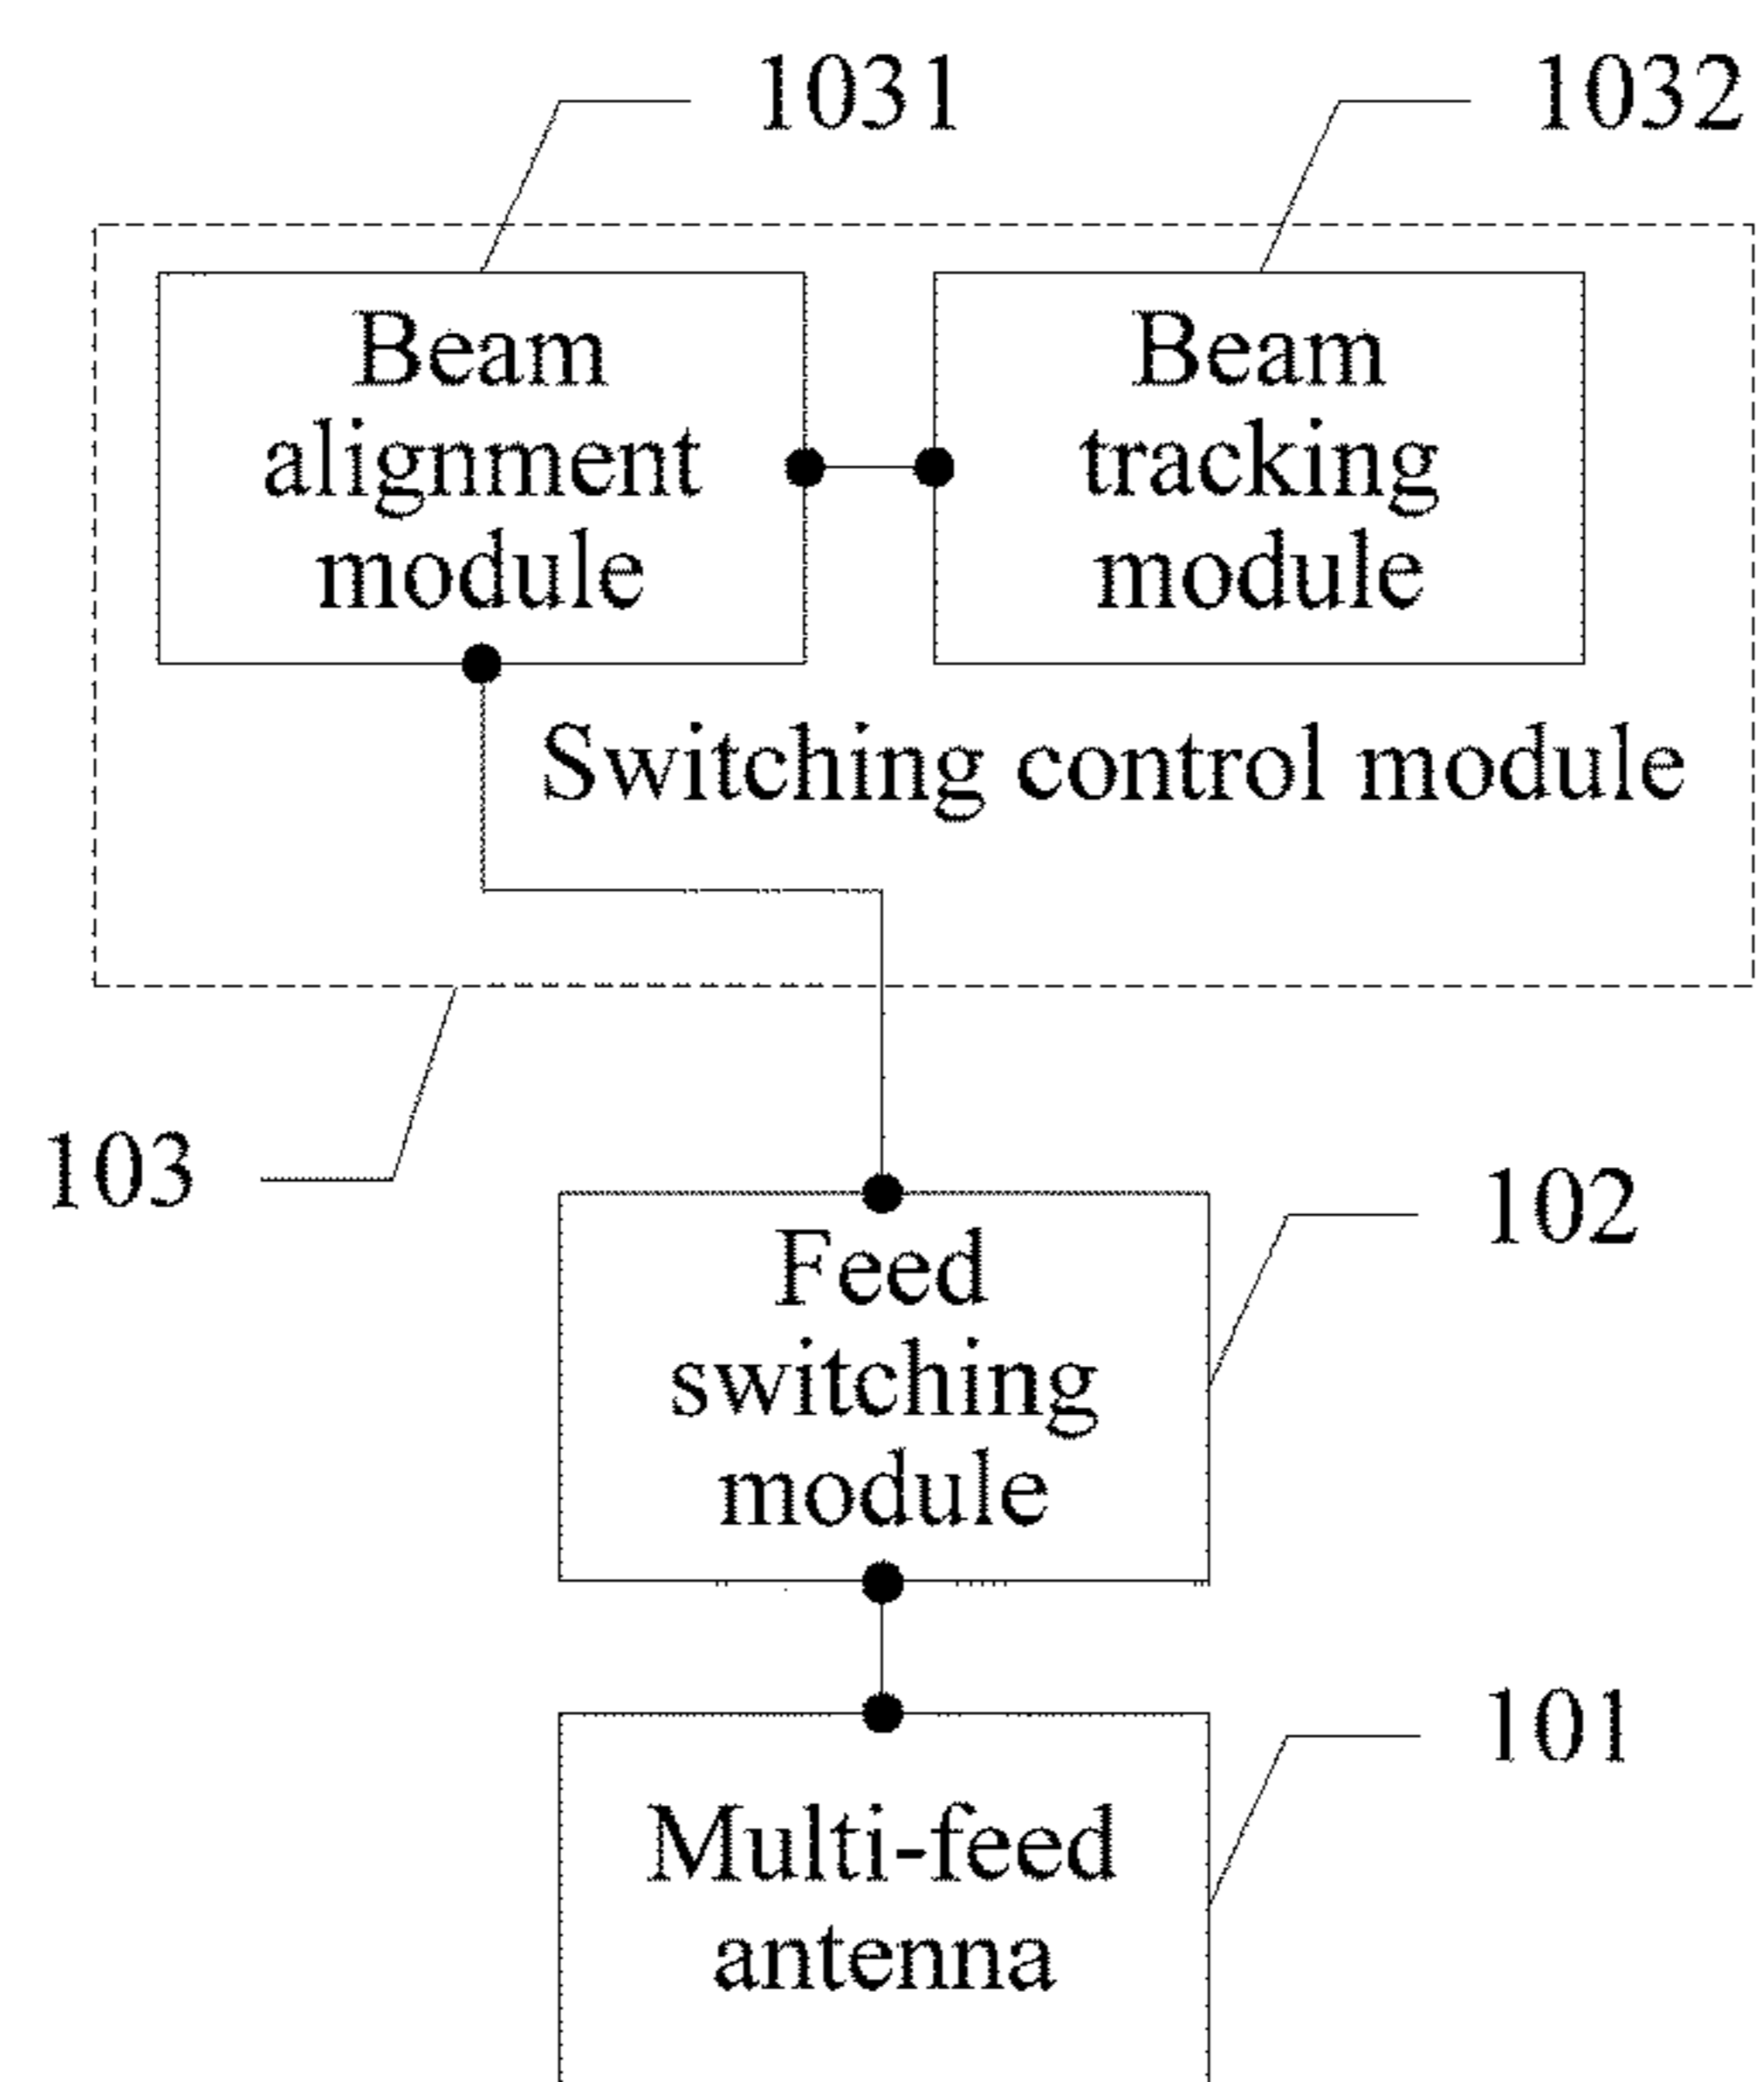 1031
1032
Beam
alignment
module
Beam
tracking
module
Switching control module
103
102
Feed
switching
module
101
Multi-feed
antenna